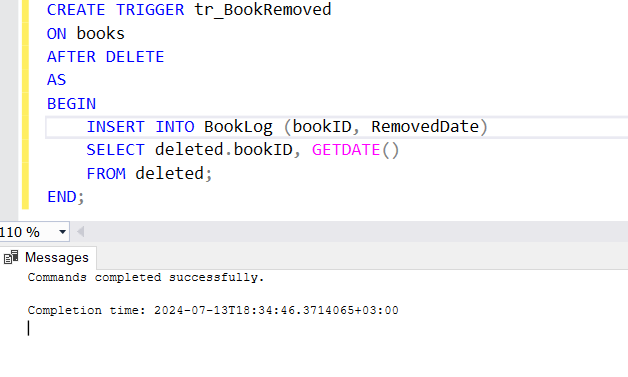 CREATE TRIGGER tr_BookRemoved
ON books
AFTER DELETE
AS
BEGIN
    INSERT INTO BookLog (bookID, RemovedDate)
    SELECT deleted.bookID, GETDATE()
    FROM deleted;
END;
110 %
Messages
Commands completed successfully.
Completion time: 2024-07-13T18:34:46.3714065+03:00